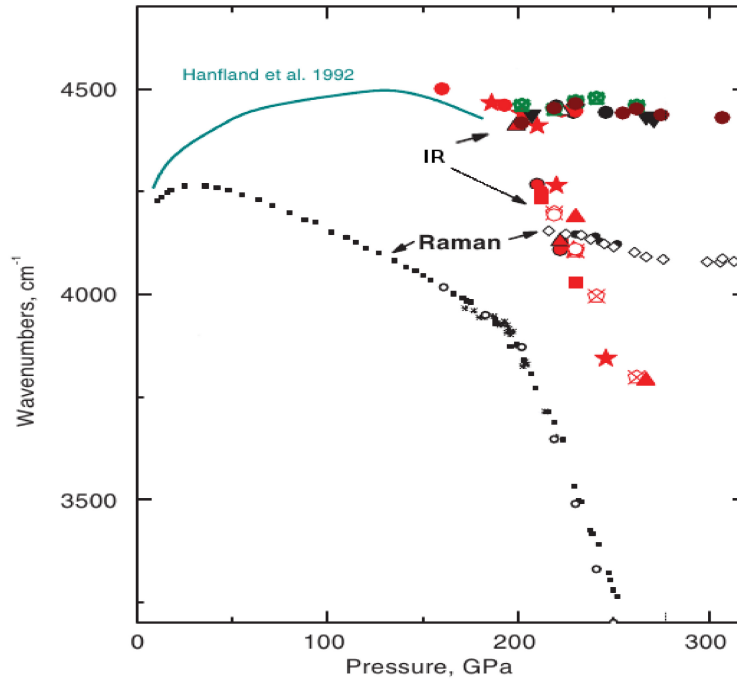 Hanfland et al. 1992
4500
IR
Raman
4000
3500
Wavenumbers, cm⁻¹
0
100
200
300
Pressure, GPa